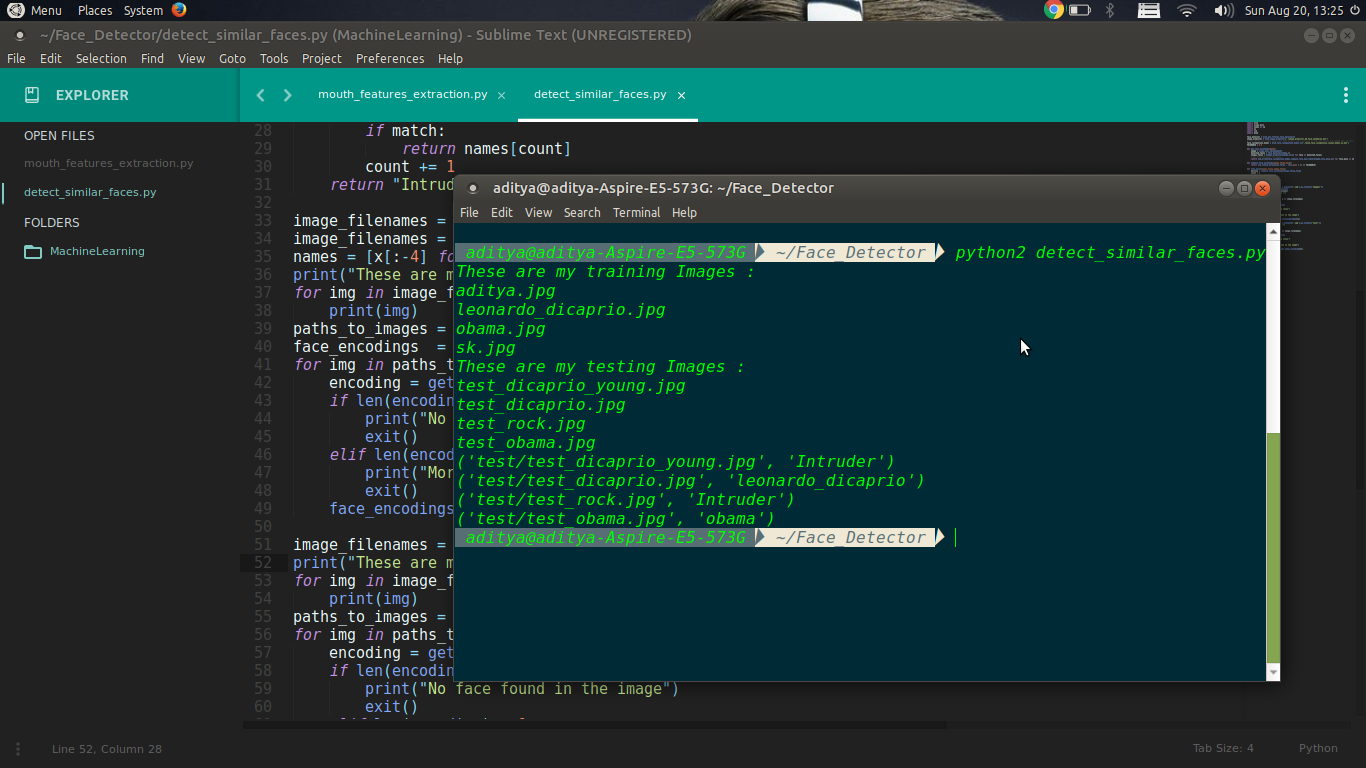 Menu Places System Sun Aug 20, 13:25
~/Face_Detector/detect_similar_faces.py (MachineLearning) - Sublime Text (UNREGISTERED)
File Edit Selection Find View Goto Tools Project Preferences Help
EXPLORER
mouth_features_extraction.py × detect_similar_faces.py ×
OPEN FILES
mouth_features_extraction.py
detect_similar_faces.py
FOLDERS
MachineLearning
28 if match:
29 return names[count]
30 count += 1
31 return "Intrud
32
33 image_filenames =
34 image_filenames =
35 names = [x[:-4] fo
36 print("These are m
37 for img in image_f
38 print(img)
39 paths_to_images =
40 face_encodings =
41 for img in paths_t
42 encoding = get
43 if len(encodin
44 print("No
45 exit()
46 elif len(encod
47 print("Mor
48 exit()
49 face_encodings
50
51 image_filenames =
52 print("These are m
53 for img in image_f
54 print(img)
55 paths_to_images =
56 for img in paths_t
57 encoding = get
58 if len(encodin
59 print("No face found in the image")
60 exit()
aditya@aditya-Aspire-E5-573G: ~/Face_Detector
File Edit View Search Terminal Help
aditya@aditya-Aspire-E5-573G ~/Face_Detector python2 detect_similar_faces.py
These are my training Images :
aditya.jpg
leonardo_dicaprio.jpg
obama.jpg
sk.jpg
These are my testing Images :
test_dicaprio_young.jpg
test_dicaprio.jpg
test_rock.jpg
test_obama.jpg
('test/test_dicaprio_young.jpg', 'Intruder')
('test/test_dicaprio.jpg', 'leonardo_dicaprio')
('test/test_rock.jpg', 'Intruder')
('test/test_obama.jpg', 'obama')
aditya@aditya-Aspire-E5-573G ~/Face_Detector
Line 52, Column 28 Tab Size: 4 Python